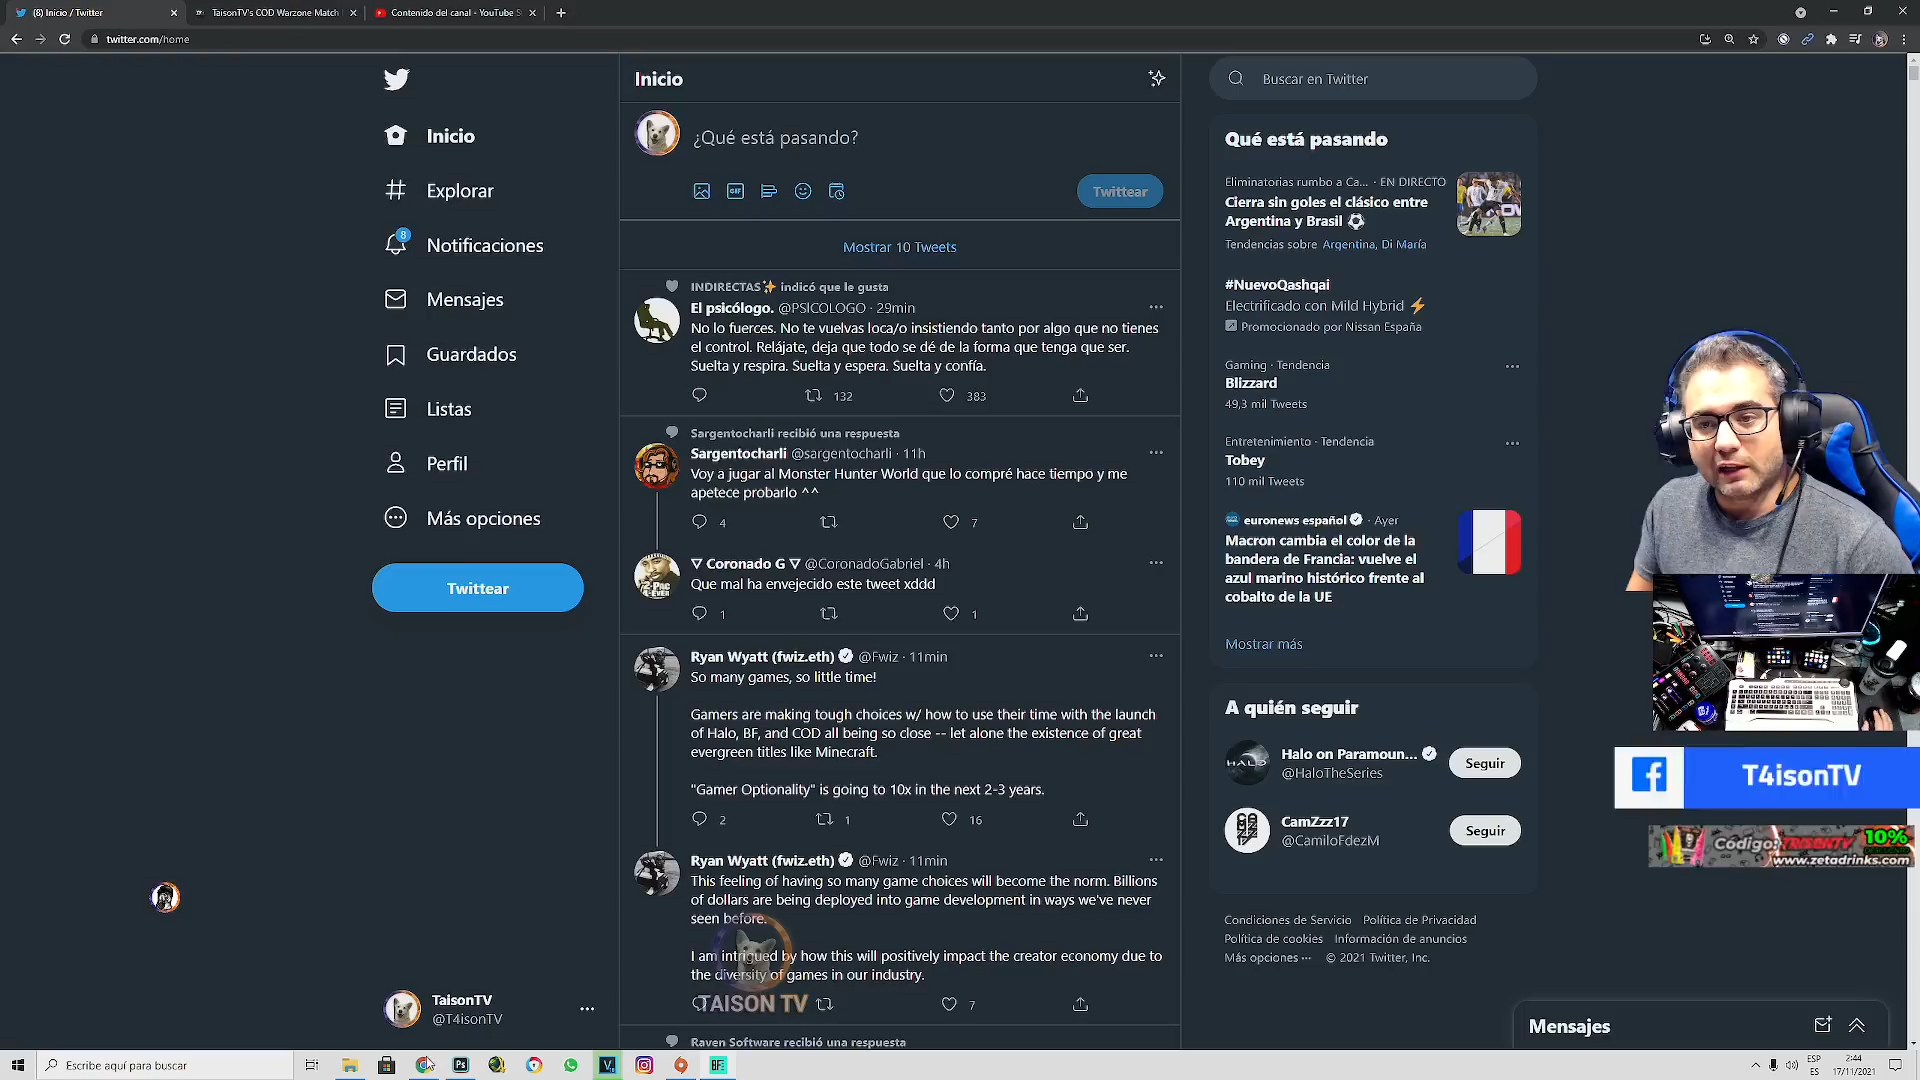 (8) Inicio / Twitter
TaisonTV's COD Warzone Match
Contenido del canal - YouTube S
twitter.com/home
Inicio
Explorar
8
Notificaciones
Mensajes
Guardados
Listas
Perfil
Más opciones
Twittear
TaisonTV
@T4isonTV
Inicio
¿Qué está pasando?
GIF
Twittear
Mostrar 10 Tweets
INDIRECTAS✨ indicó que le gusta
El psicólogo. @PSICOLOGO · 29min
No lo fuerces. No te vuelvas loca/o insistiendo tanto por algo que no tienes
el control. Relájate, deja que todo se dé de la forma que tenga que ser.
Suelta y respira. Suelta y espera. Suelta y confía.
132 383
Sargentocharli recibió una respuesta
Sargentocharli @sargentocharli · 11h
Voy a jugar al Monster Hunter World que lo compré hace tiempo y me
apetece probarlo ^^
4 7
▽ Coronado G ▽ @CoronadoGabriel · 4h
Que mal ha envejecido este tweet xddd
1 1
Ryan Wyatt (fwiz.eth) @Fwiz · 11min
So many games, so little time!
Gamers are making tough choices w/ how to use their time with the launch
of Halo, BF, and COD all being so close -- let alone the existence of great
evergreen titles like Minecraft.
"Gamer Optionality" is going to 10x in the next 2-3 years.
2 1 16
Ryan Wyatt (fwiz.eth) @Fwiz · 11min
This feeling of having so many game choices will become the norm. Billions
of dollars are being deployed into game development in ways we've never
seen before.
I am intrigued by how this will positively impact the creator economy due to
the diversity of games in our industry.
TAISON TV
7
Raven Software recibió una respuesta
Buscar en Twitter
Qué está pasando
Eliminatorias rumbo a Ca... · EN DIRECTO
Cierra sin goles el clásico entre
Argentina y Brasil ⚽
Tendencias sobre Argentina, Di María
#NuevoQashqai
Electrificado con Mild Hybrid ⚡
Promocionado por Nissan España
Gaming · Tendencia
Blizzard
49,3 mil Tweets
Entretenimiento · Tendencia
Tobey
110 mil Tweets
euronews español · Ayer
Macron cambia el color de la
bandera de Francia: vuelve el
azul marino histórico frente al
cobalto de la UE
Mostrar más
A quién seguir
HALO
Halo on Paramoun...
@HaloTheSeries
Seguir
CamZzz17
@CamiloFdezM
Seguir
Condiciones de Servicio Política de Privacidad
Política de cookies Información de anuncios
Más opciones ··· © 2021 Twitter, Inc.
Mensajes
T4isonTV
Código: TAISONTV 10%
www.zetadrinks.com
Escribe aquí para buscar
Ps
ESP
ES
2:44
17/11/2021